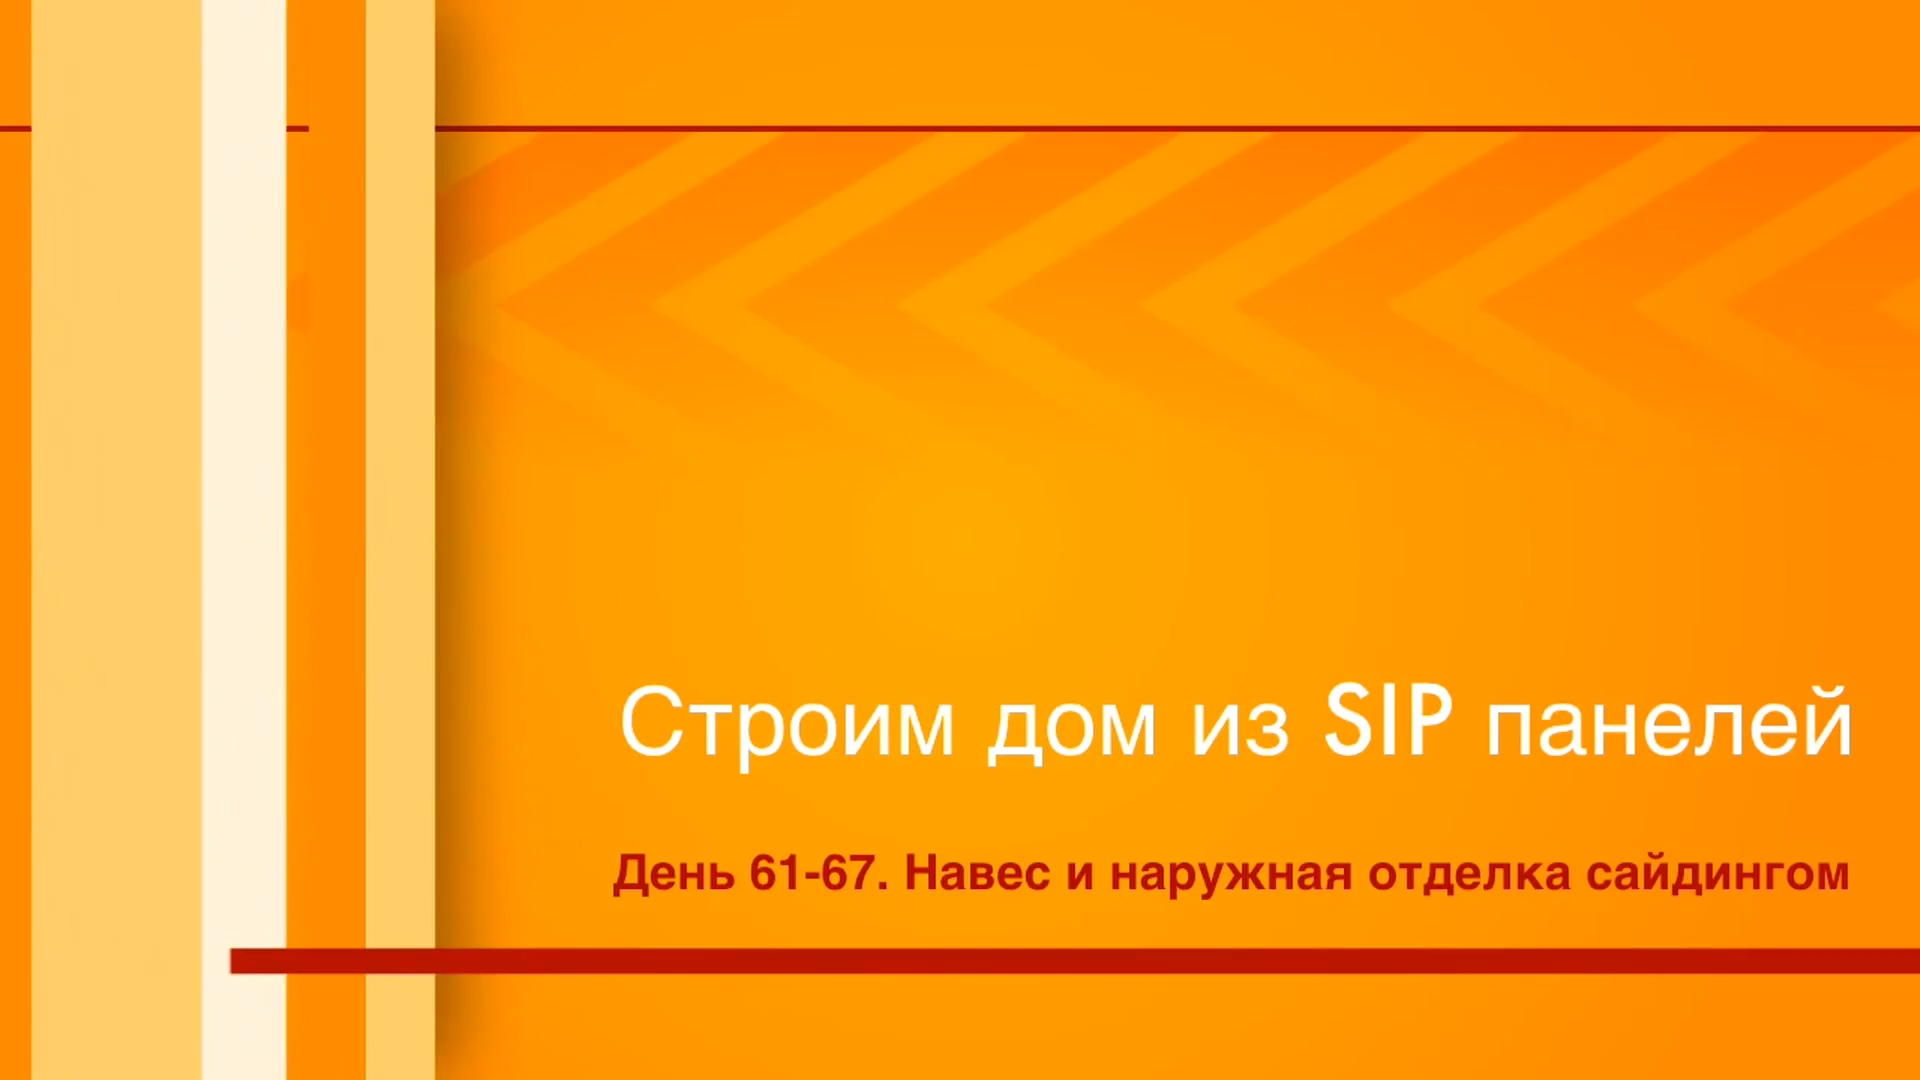 Строим дом из SIP панелей
День 61-67. Навес и наружная отделка сайдингом